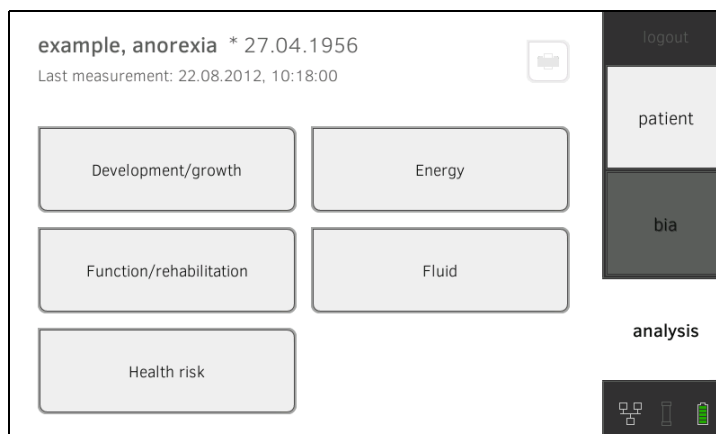 example, anorexia * 27.04.1956
Last measurement: 22.08.2012, 10:18:00
Development/growth
Energy
Function/rehabilitation
Fluid
Health risk
logout
patient
bia
analysis